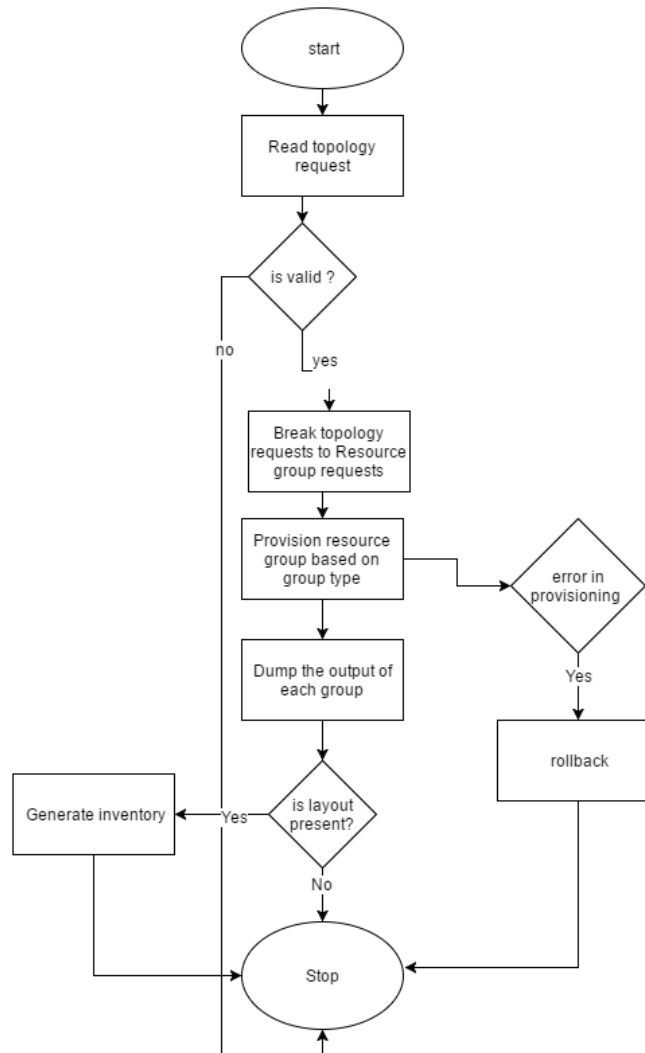 start
Read topology
request
is valid ?
no
yes
Break topology
requests to Resource
group requests
Provision resource
group based on
group type
error in
provisioning
Yes
Dump the output of
each group
rollback
is layout
present?
Yes
Generate inventory
No
Stop